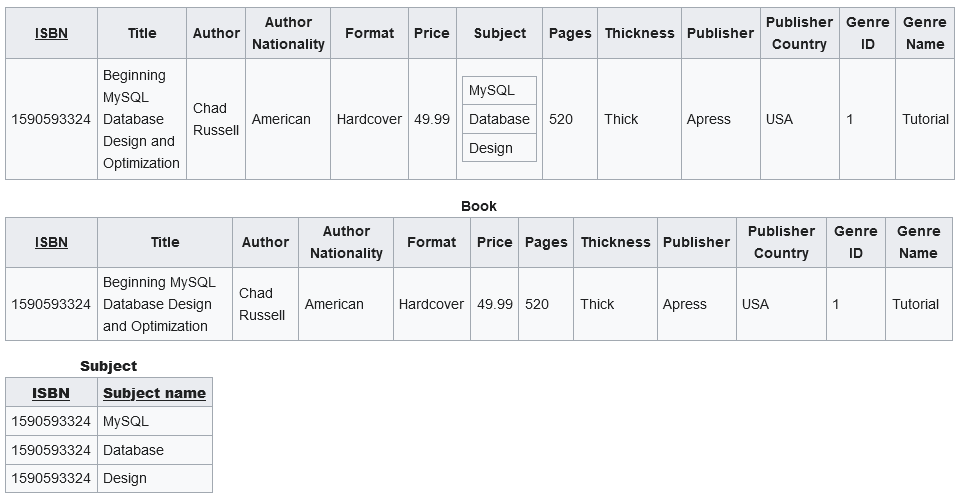 ISBN Title Author Author Nationality Format Price Subject Pages Thickness Publisher Publisher Country Genre ID Genre Name
1590593324 Beginning MySQL Database Design and Optimization Chad Russell American Hardcover 49.99 MySQL Database Design 520 Thick Apress USA 1 Tutorial
Book
ISBN Title Author Author Nationality Format Price Pages Thickness Publisher Publisher Country Genre ID Genre Name
1590593324 Beginning MySQL Database Design and Optimization Chad Russell American Hardcover 49.99 520 Thick Apress USA 1 Tutorial
Subject
ISBN Subject name
1590593324 MySQL
1590593324 Database
1590593324 Design